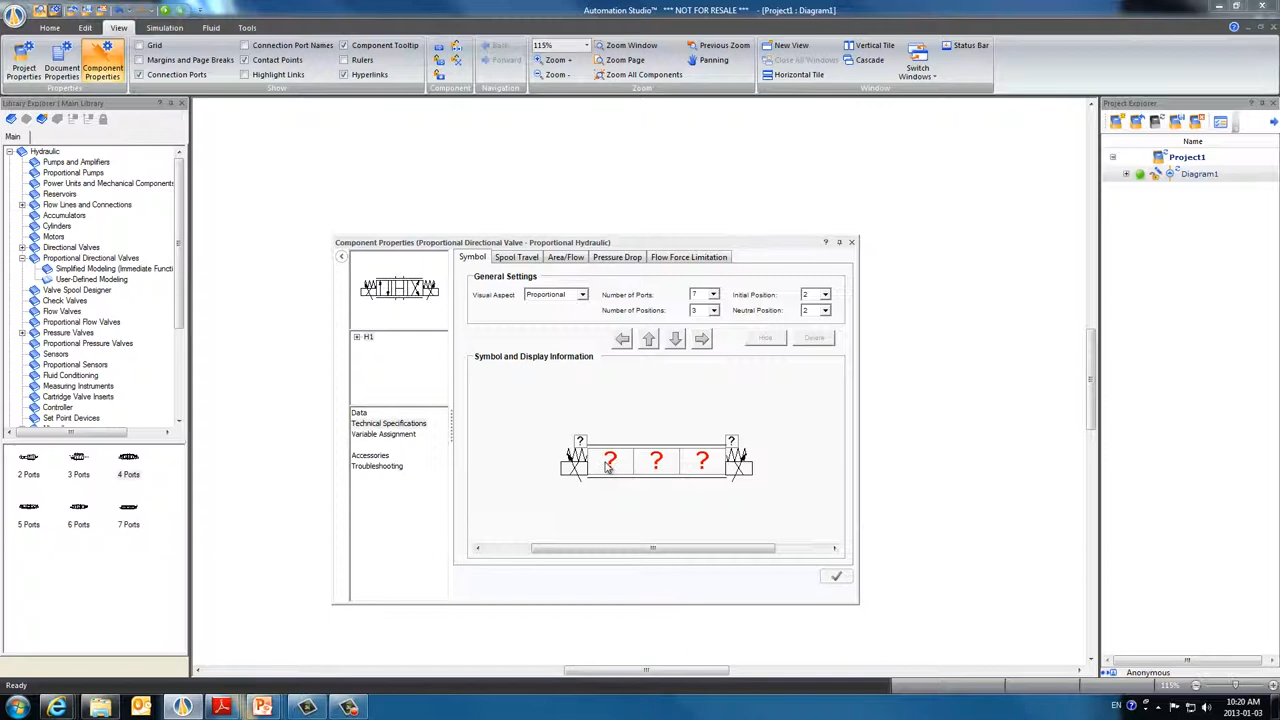 Automation Studio™ *** NOT FOR RESALE *** - [Project1 : Diagram1]
Home Edit View Simulation Fluid Tools
Project Properties
Document Properties
Component Properties
Properties
Grid
Margins and Page Breaks
Connection Ports
Connection Port Names
Contact Points
Highlight Links
Component Tooltip
Rulers
Hyperlinks
Show
Component
Back
Forward
Navigation
115%
Zoom +
Zoom -
Zoom Window
Zoom Page
Zoom All Components
Previous Zoom
Panning
Zoom
New View
Close All Windows
Horizontal Tile
Vertical Tile
Cascade
Switch Windows
Status Bar
Window
Library Explorer | Main Library
Main
Hydraulic
Pumps and Amplifiers
Proportional Pumps
Power Units and Mechanical Components
Reservoirs
Flow Lines and Connections
Accumulators
Cylinders
Motors
Directional Valves
Proportional Directional Valves
Simplified Modeling (Immediate Functi
User-Defined Modeling
Valve Spool Designer
Check Valves
Flow Valves
Proportional Flow Valves
Pressure Valves
Proportional Pressure Valves
Sensors
Proportional Sensors
Fluid Conditioning
Measuring Instruments
Cartridge Valve Inserts
Controller
Set Point Devices
2 Ports 3 Ports 4 Ports
5 Ports 6 Ports 7 Ports
Component Properties (Proportional Directional Valve - Proportional Hydraulic)
H1
Data
Technical Specifications
Variable Assignment
Accessories
Troubleshooting
Symbol Spool Travel Area/Flow Pressure Drop Flow Force Limitation
General Settings
Visual Aspect Proportional Number of Ports: 7 Initial Position: 2
Number of Positions: 3 Neutral Position: 2
Hide Delete
Symbol and Display Information
? ?
? ? ?
Project Explorer
Name
Project1
Diagram1
Anonymous
Ready
115%
EN
10:20 AM
2013-01-03